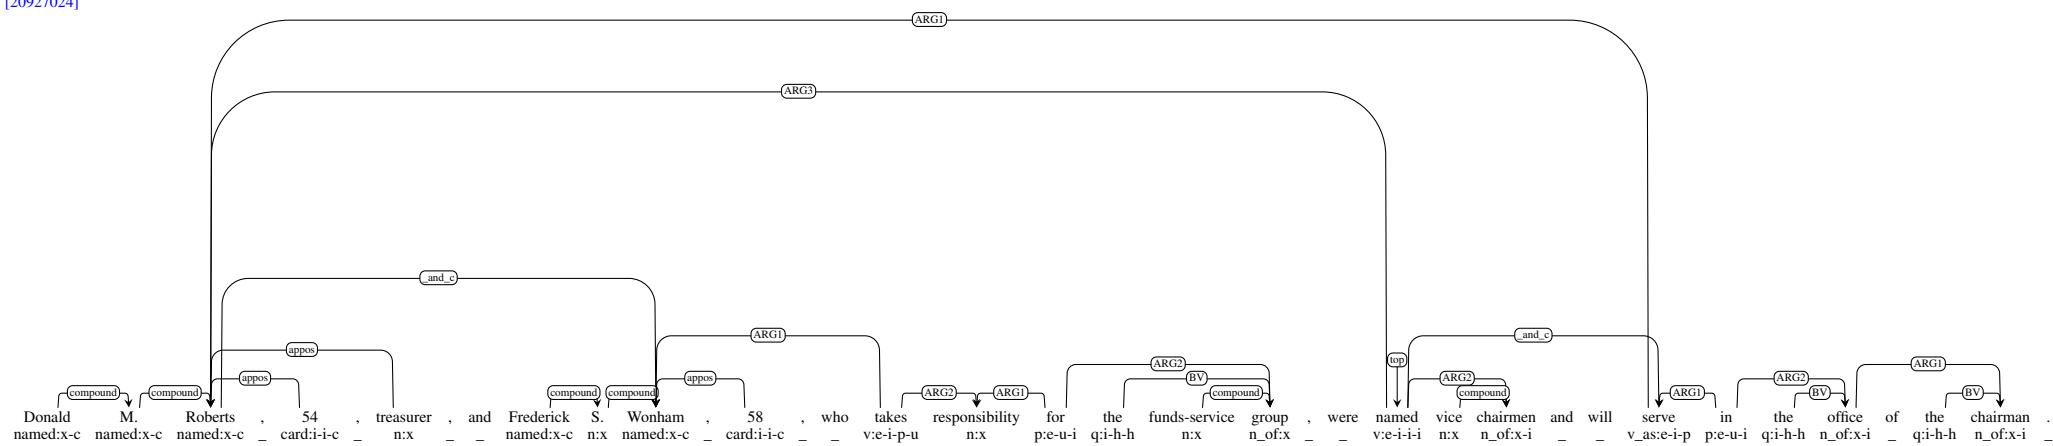 [20927024]
ARG1
ARG3
_and_c
ARG1 _and_c
appos top ARG2 ARG1
appos appos BV ARG2
compound compound compound compound ARG2 ARG1 compound compound ARG1 BV BV
Donald M. Roberts , 54 , treasurer , and Frederick S. Wonham , 58 , who takes responsibility for the funds-service group , were named vice chairmen and will serve in the office of the chairman .
named:x-c named:x-c named:x-c _ card:i-i-c _ n:x _ _ named:x-c n:x named:x-c _ card:i-i-c _ _ v:e-i-p-u n:x p:e-u-i q:i-h-h n:x n_of:x _ _ v:e-i-i-i n:x n_of:x-i _ _ v_as:e-i-p p:e-u-i q:i-h-h n_of:x-i _ q:i-h-h n_of:x-i _